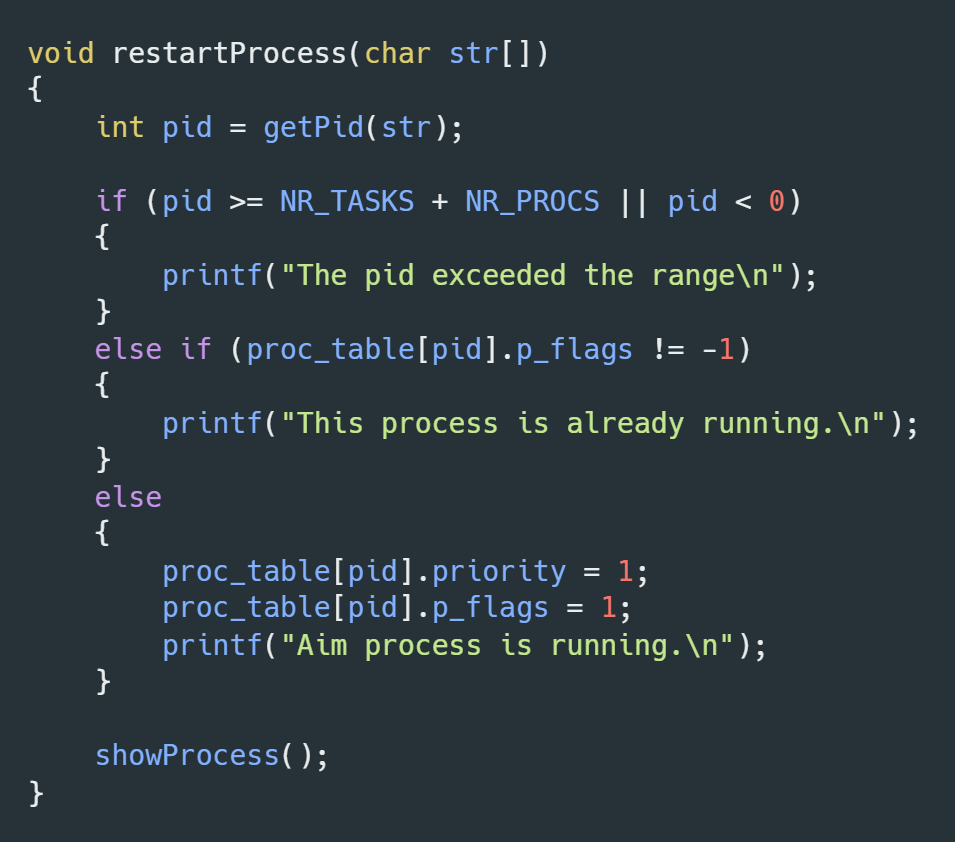 void restartProcess(char str[])
{
    int pid = getPid(str);

    if (pid >= NR_TASKS + NR_PROCS || pid < 0)
    {
        printf("The pid exceeded the range\n");
    }
    else if (proc_table[pid].p_flags != -1)
    {
        printf("This process is already running.\n");
    }
    else
    {
        proc_table[pid].priority = 1;
        proc_table[pid].p_flags = 1;
        printf("Aim process is running.\n");
    }

    showProcess();
}